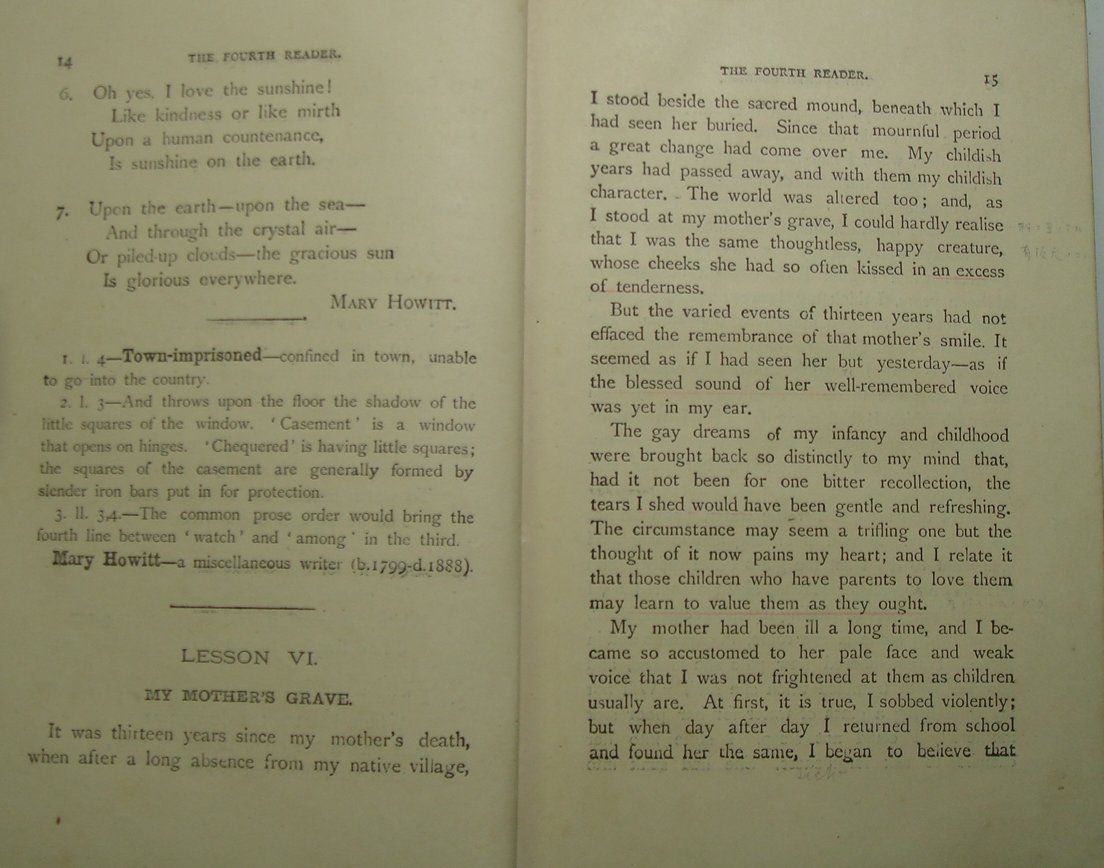 14 THE FOURTH READER.
6. Oh yes, I love the sunshine!
Like kindness or like mirth
Upon a human countenance,
Is sunshine on the earth.
7. Upon the earth—upon the sea—
And through the crystal air—
Or piled-up clouds—the gracious sun
Is glorious everywhere.
MARY HOWITT.
1. l. 4—Town-imprisoned—confined in town, unable
to go into the country.
2. l. 3—And throws upon the floor the shadow of the
little squares of the window. 'Casement' is a window
that opens on hinges. 'Chequered' is having little squares;
the squares of the casement are generally formed by
slender iron bars put in for protection.
3. ll. 3,4.—The common prose order would bring the
fourth line between 'watch' and 'among' in the third.
Mary Howitt—a miscellaneous writer (b.1799-d.1888).
LESSON VI.
MY MOTHER'S GRAVE.
It was thirteen years since my mother's death,
when after a long absence from my native village,
THE FOURTH READER. 15
I stood beside the sacred mound, beneath which I
had seen her buried. Since that mournful period
a great change had come over me. My childish
years had passed away, and with them my childish
character. The world was altered too; and, as
I stood at my mother's grave, I could hardly realise
that I was the same thoughtless, happy creature,
whose cheeks she had so often kissed in an excess
of tenderness.
But the varied events of thirteen years had not
effaced the remembrance of that mother's smile. It
seemed as if I had seen her but yesterday—as if
the blessed sound of her well-remembered voice
was yet in my ear.
The gay dreams of my infancy and childhood
were brought back so distinctly to my mind that,
had it not been for one bitter recollection, the
tears I shed would have been gentle and refreshing.
The circumstance may seem a trifling one but the
thought of it now pains my heart; and I relate it
that those children who have parents to love them
may learn to value them as they ought.
My mother had been ill a long time, and I be-
came so accustomed to her pale face and weak
voice that I was not frightened at them as children
usually are. At first, it is true, I sobbed violently;
but when day after day I returned from school
and found her the same, I began to believe that
sick